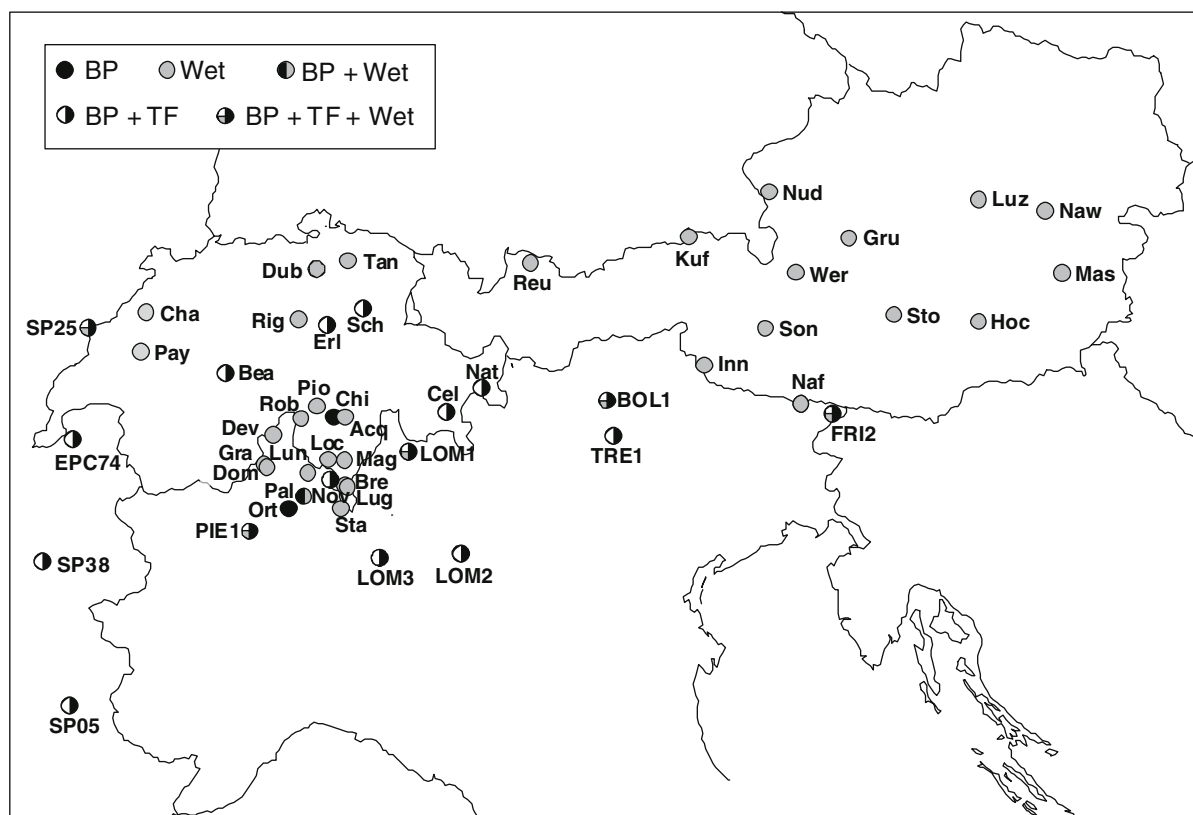 BP
Wet
BP + Wet
BP + TF
BP + TF + Wet
Nud
Luz
Naw
Gru
Kuf
Tan
Dub
Reu
Wer
Mas
Cha
SP25
Rig
Sch
Erl
Son
Sto
Hoc
Pay
Inn
Bea
Nat
Naf
Pio
Chi
Cel
BOL1
Rob
Acq
FRI2
Dev
TRE1
EPC74
Gra
Lun
Loc
Mag
LOM1
Dom
Bre
Pal
Nov
Lug
Ort
Sta
PIE1
SP38
LOM3
LOM2
SP05